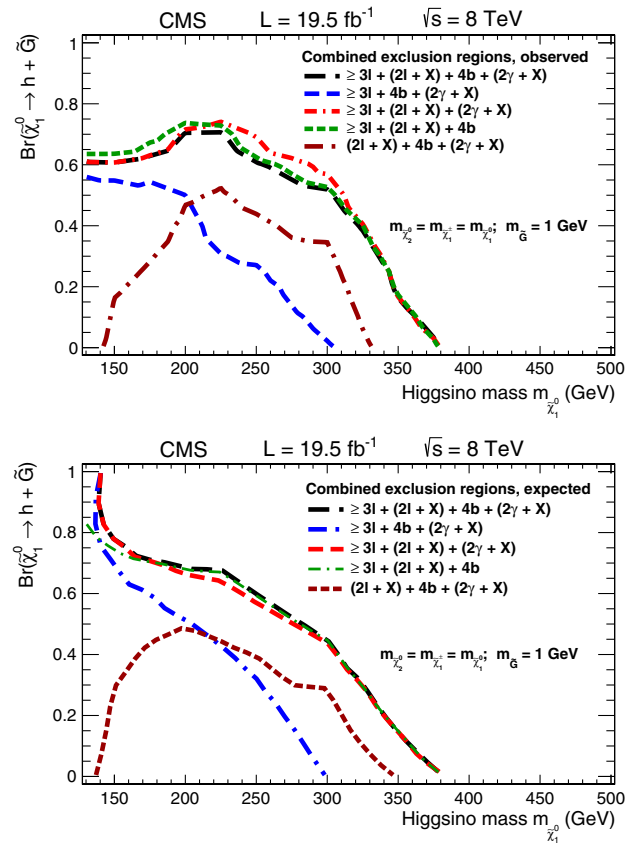 CMS L = 19.5 fb⁻¹ √s = 8 TeV
Br(χ̃₁⁰ → h + G̃)
1
0.8
0.6
0.4
0.2
0
Combined exclusion regions, observed
≥ 3l + (2l + X) + 4b + (2γ + X)
≥ 3l + 4b + (2γ + X)
≥ 3l + (2l + X) + (2γ + X)
≥ 3l + (2l + X) + 4b
(2l + X) + 4b + (2γ + X)
m_χ̃₂⁰ = m_χ̃₁± = m_χ̃₁⁰; m_G̃ = 1 GeV
150 200 250 300 350 400 450 500
Higgsino mass m_χ̃₁⁰ (GeV)
CMS L = 19.5 fb⁻¹ √s = 8 TeV
Br(χ̃₁⁰ → h + G̃)
1
0.8
0.6
0.4
0.2
0
Combined exclusion regions, expected
≥ 3l + (2l + X) + 4b + (2γ + X)
≥ 3l + 4b + (2γ + X)
≥ 3l + (2l + X) + (2γ + X)
≥ 3l + (2l + X) + 4b
(2l + X) + 4b + (2γ + X)
m_χ̃₂⁰ = m_χ̃₁± = m_χ̃₁⁰; m_G̃ = 1 GeV
150 200 250 300 350 400 450 500
Higgsino mass m_χ̃₁⁰ (GeV)